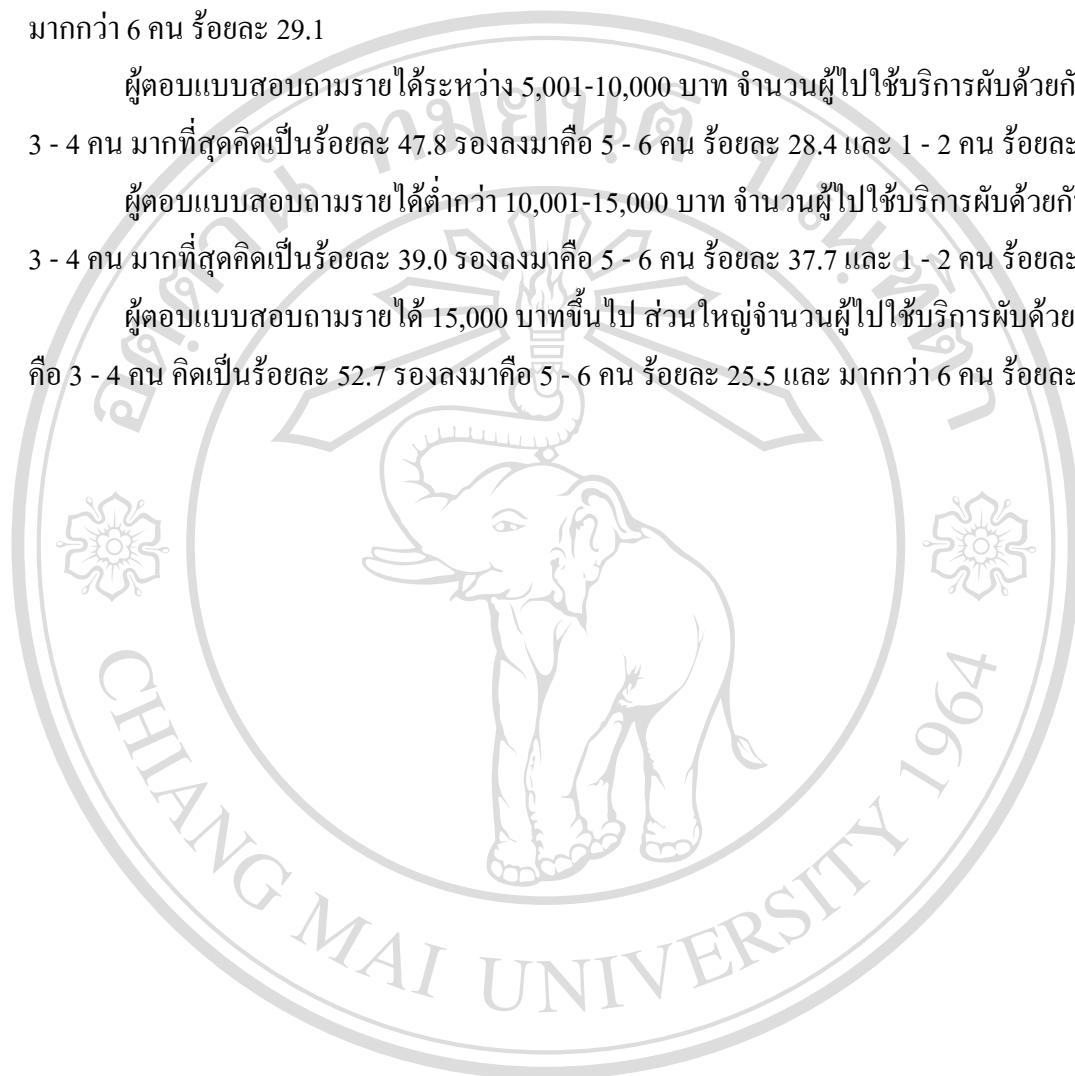 มากกว่า 6 คน ร้อยละ 29.1
ผู้ตอบแบบสอบถามรายได้ระหว่าง 5,001-10,000 บาท จำนวนผู้ไปใช้บริการผับด้วยกั
3 - 4 คน มากที่สุดคิดเป็นร้อยละ 47.8 รองลงมาคือ 5 - 6 คน ร้อยละ 28.4 และ 1 - 2 คน ร้อยละ
ผู้ตอบแบบสอบถามรายได้ต่ำกว่า 10,001-15,000 บาท จำนวนผู้ไปใช้บริการผับด้วยกั
3 - 4 คน มากที่สุดคิดเป็นร้อยละ 39.0 รองลงมาคือ 5 - 6 คน ร้อยละ 37.7 และ 1 - 2 คน ร้อยละ
ผู้ตอบแบบสอบถามรายได้ 15,000 บาทขึ้นไป ส่วนใหญ่จำนวนผู้ไปใช้บริการผับด้วย
คือ 3 - 4 คน คิดเป็นร้อยละ 52.7 รองลงมาคือ 5 - 6 คน ร้อยละ 25.5 และ มากกว่า 6 คน ร้อยละ
อตฺตานํ ทมยนฺติ ปณฺฑิตา
CHIANG MAI UNIVERSITY 1964